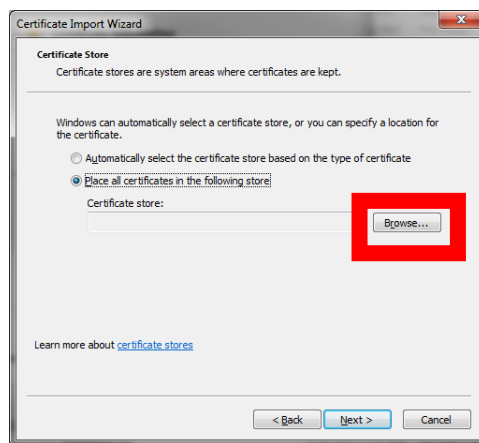 Certificate Import Wizard
Certificate Store
Certificate stores are system areas where certificates are kept.
Windows can automatically select a certificate store, or you can specify a location for
the certificate.
Automatically select the certificate store based on the type of certificate
Place all certificates in the following store
Certificate store:
Browse...
Learn more about certificate stores
< Back
Next >
Cancel